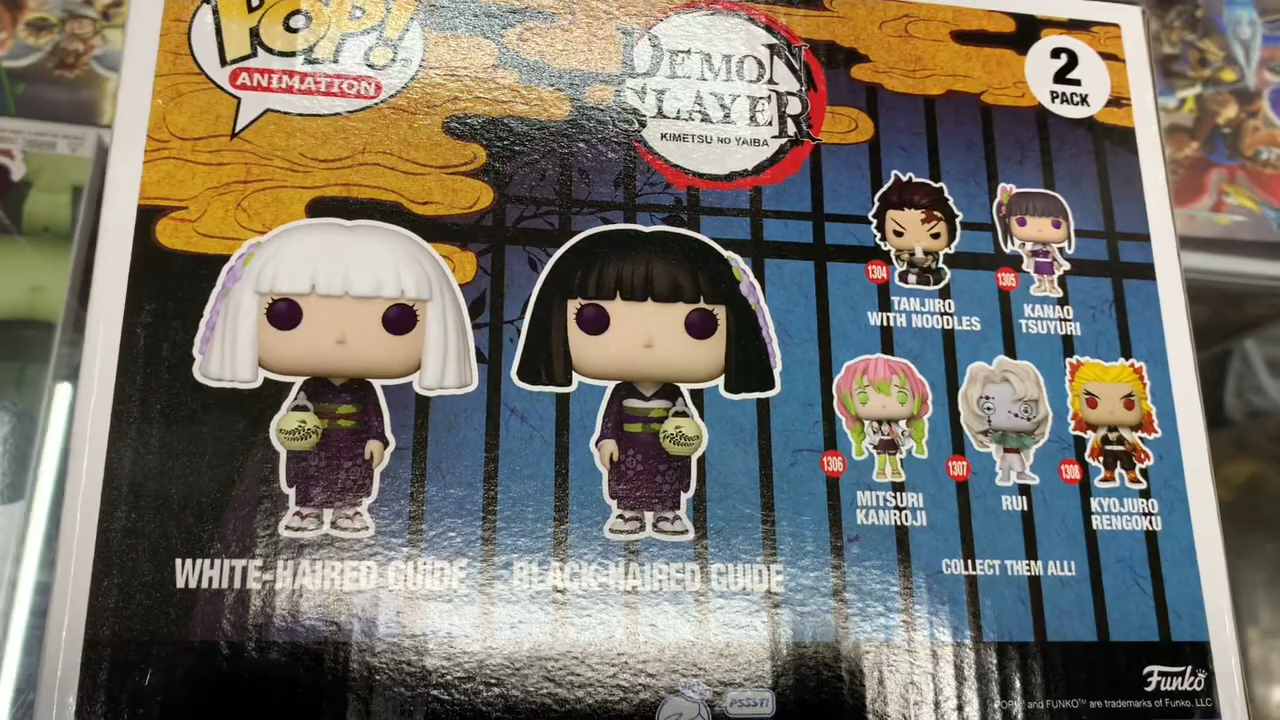 POP!
ANIMATION
DEMON
SLAYER
KIMETSU NO YAIBA
2
PACK
1304
TANJIRO
WITH NOODLES
1305
KANAO
TSUYURI
1306
MITSURI
KANROJI
1307
RUI
1308
KYOJURO
RENGOKU
WHITE-HAIRED GUIDE
BLACK-HAIRED GUIDE
COLLECT THEM ALL!
Funko
POP! and FUNKO™ are trademarks of Funko, LLC
PSSST!